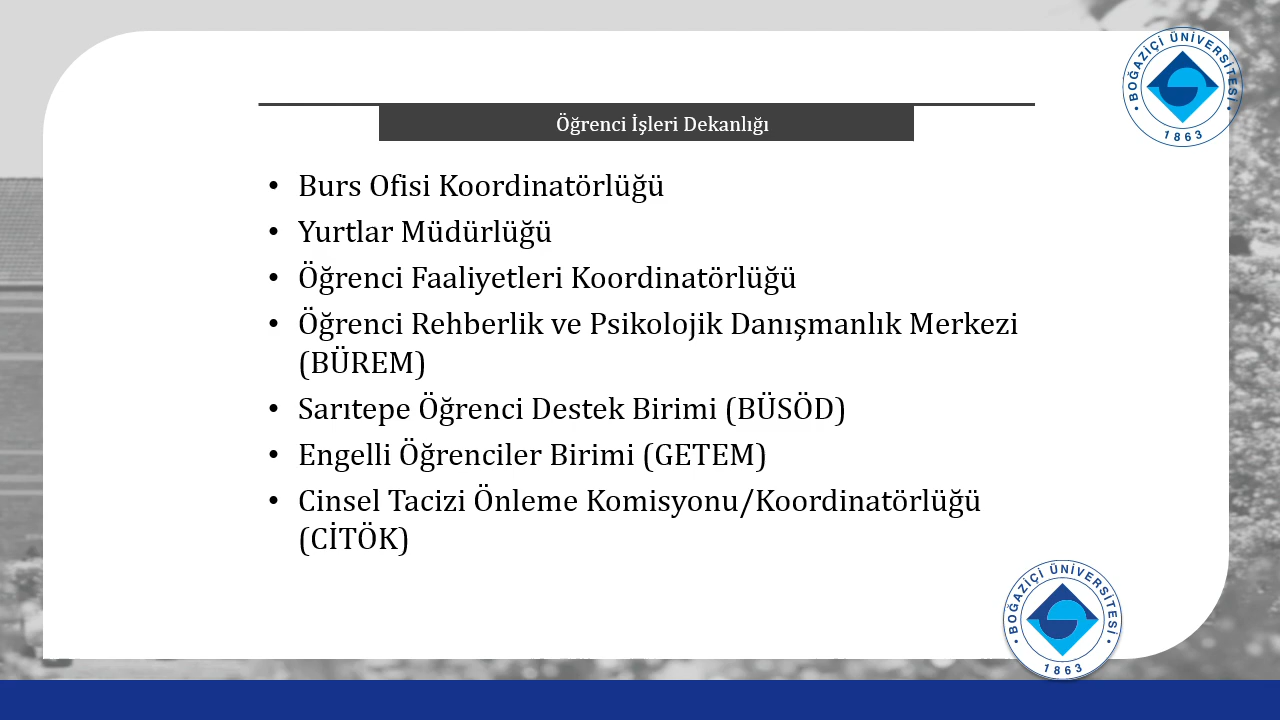 BOĞAZİÇİ ÜNİVERSİTESİ
1863
Öğrenci İşleri Dekanlığı
• Burs Ofisi Koordinatörlüğü
• Yurtlar Müdürlüğü
• Öğrenci Faaliyetleri Koordinatörlüğü
• Öğrenci Rehberlik ve Psikolojik Danışmanlık Merkezi
(BÜREM)
• Sarıtepe Öğrenci Destek Birimi (BÜSÖD)
• Engelli Öğrenciler Birimi (GETEM)
• Cinsel Tacizi Önleme Komisyonu/Koordinatörlüğü
(CİTÖK)
BOĞAZİÇİ ÜNİVERSİTESİ
1863